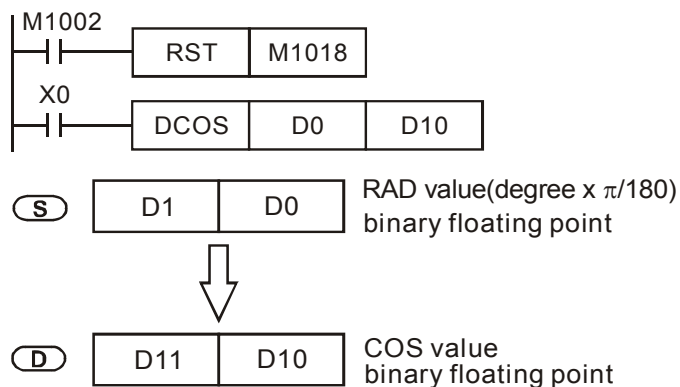 M1002
RST M1018
X0
DCOS D0 D10
S D1 D0 RAD value(degree x π/180)
binary floating point
D D11 D10 COS value
binary floating point